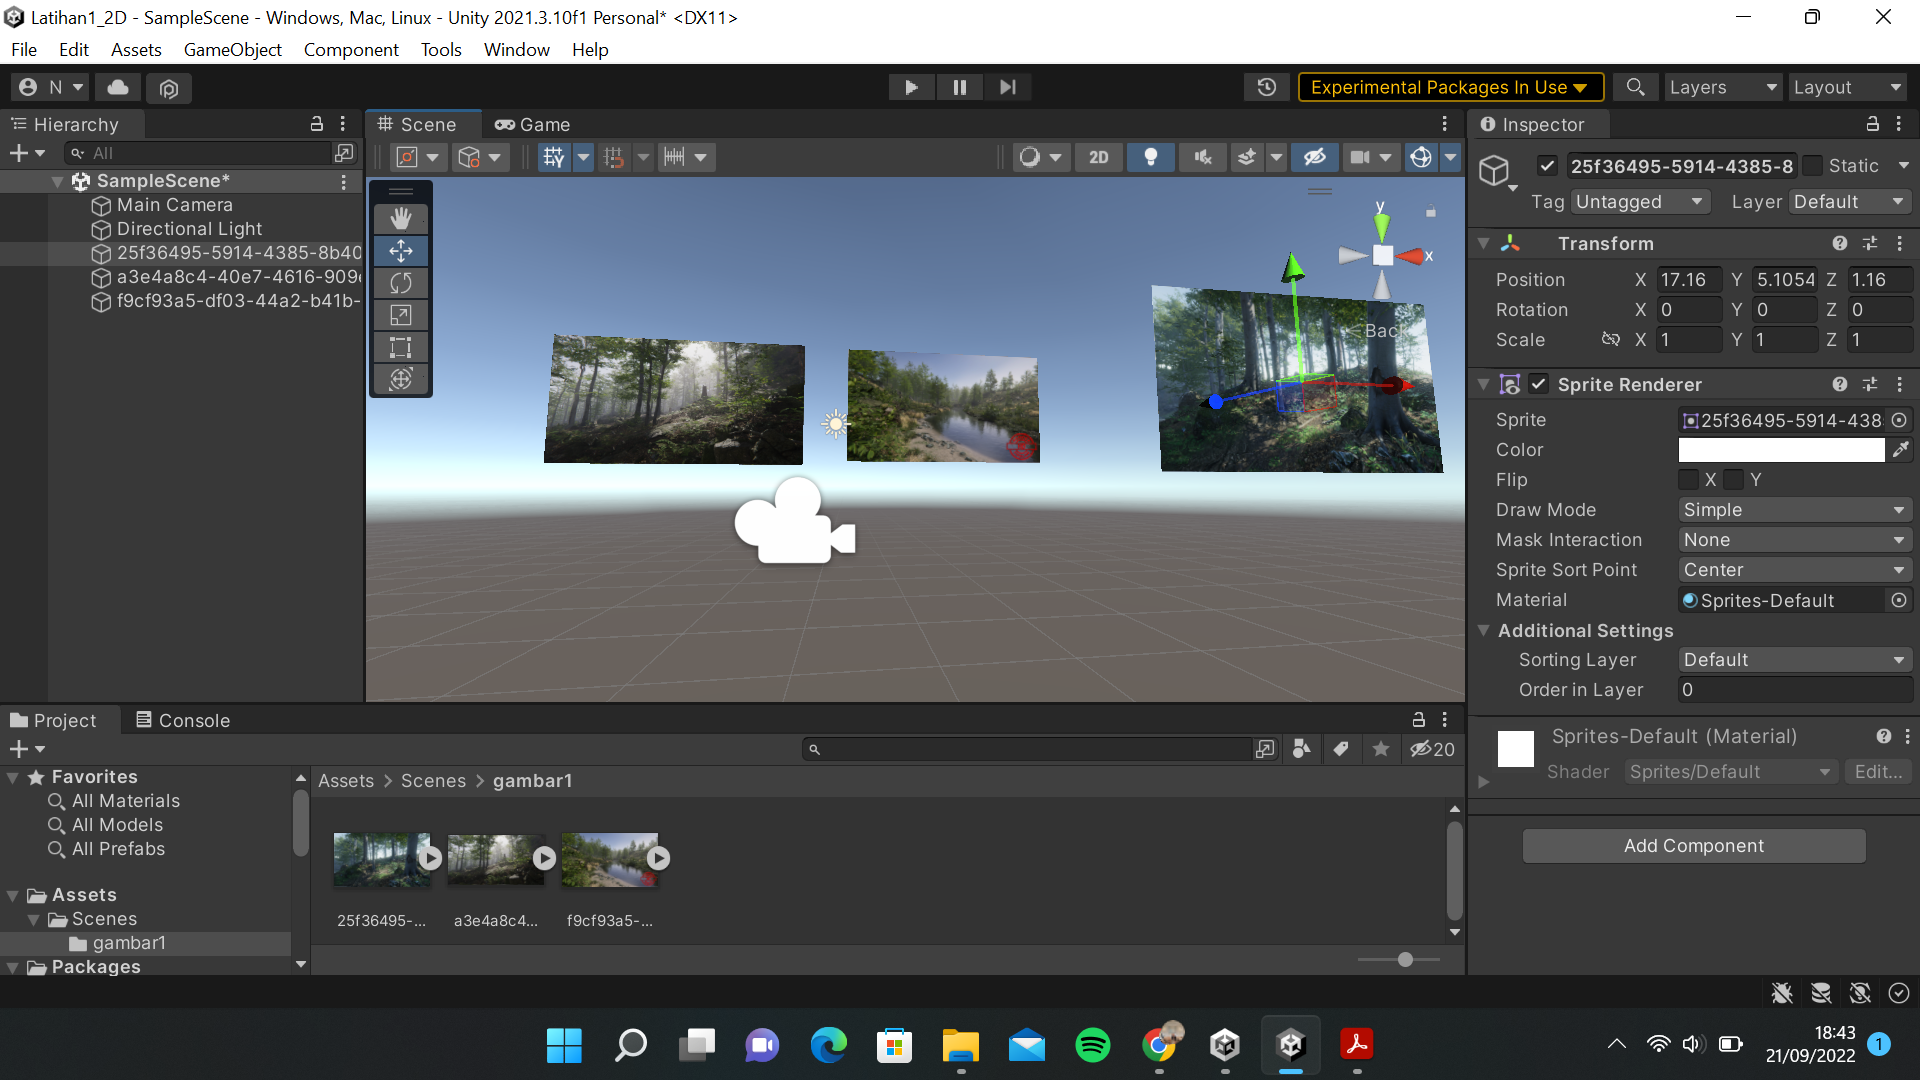 Latihan1_2D - SampleScene - Windows, Mac, Linux - Unity 2021.3.10f1 Personal* <DX11>
File Edit Assets GameObject Component Tools Window Help
N
Experimental Packages In Use
Layers
Layout
Hierarchy
All
SampleScene*
Main Camera
Directional Light
25f36495-5914-4385-8b40
a3e4a8c4-40e7-4616-909
f9cf93a5-df03-44a2-b41b-
Scene
Game
2D
y
x
Back
Inspector
25f36495-5914-4385-8
Static
Tag Untagged
Layer Default
Transform
Position X 17.16 Y 5.1054 Z 1.16
Rotation X 0 Y 0 Z 0
Scale X 1 Y 1 Z 1
Sprite Renderer
Sprite 25f36495-5914-438
Color
Flip X Y
Draw Mode Simple
Mask Interaction None
Sprite Sort Point Center
Material Sprites-Default
Additional Settings
Sorting Layer Default
Order in Layer 0
Sprites-Default (Material)
Shader Sprites/Default Edit...
Add Component
Project
Console
20
Favorites
All Materials
All Models
All Prefabs
Assets
Scenes
gambar1
Packages
Assets > Scenes > gambar1
25f36495-...
a3e4a8c4...
f9cf93a5-...
18:43
21/09/2022
1